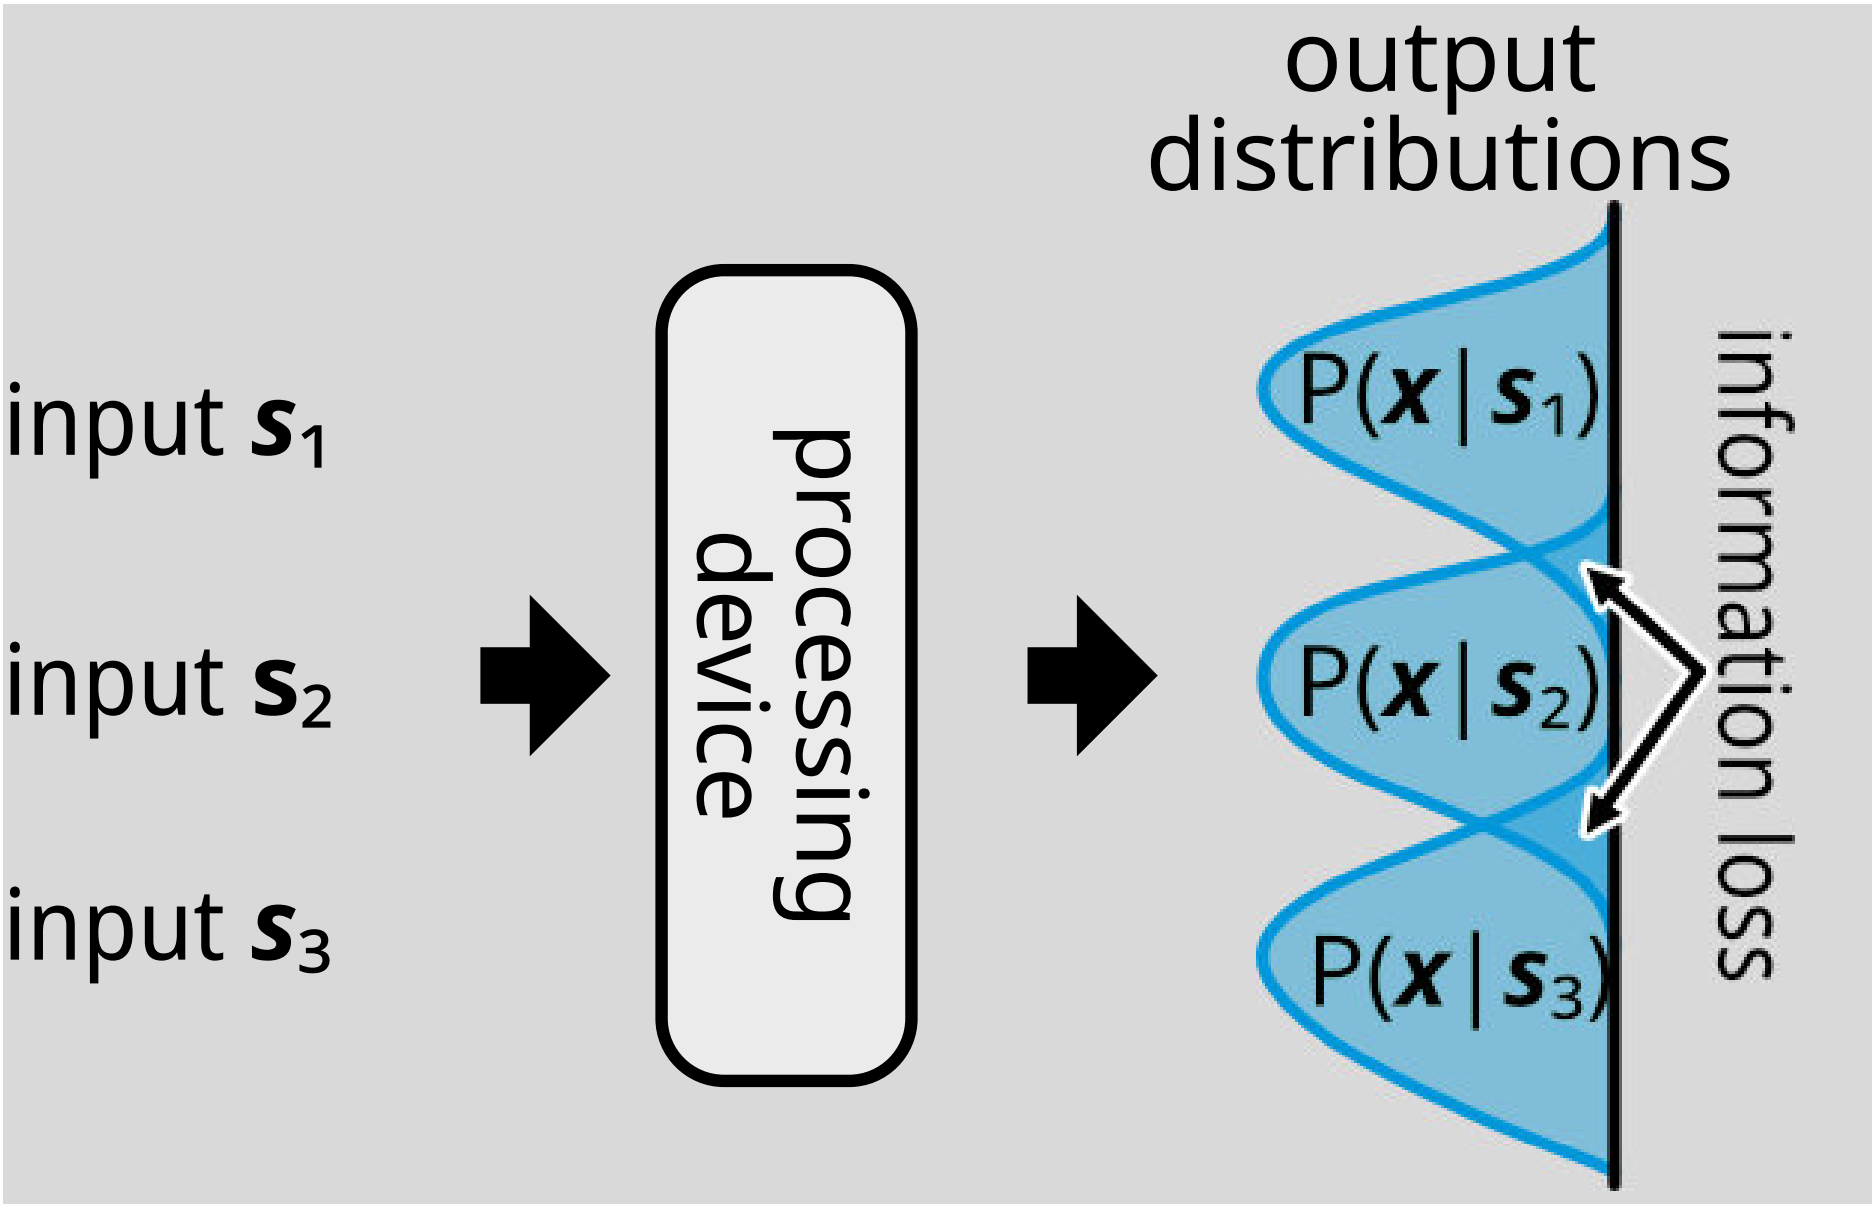 output
distributions
input s₁
input s₂
input s₃
processing
device
P(x|s₁)
P(x|s₂)
P(x|s₃)
information loss